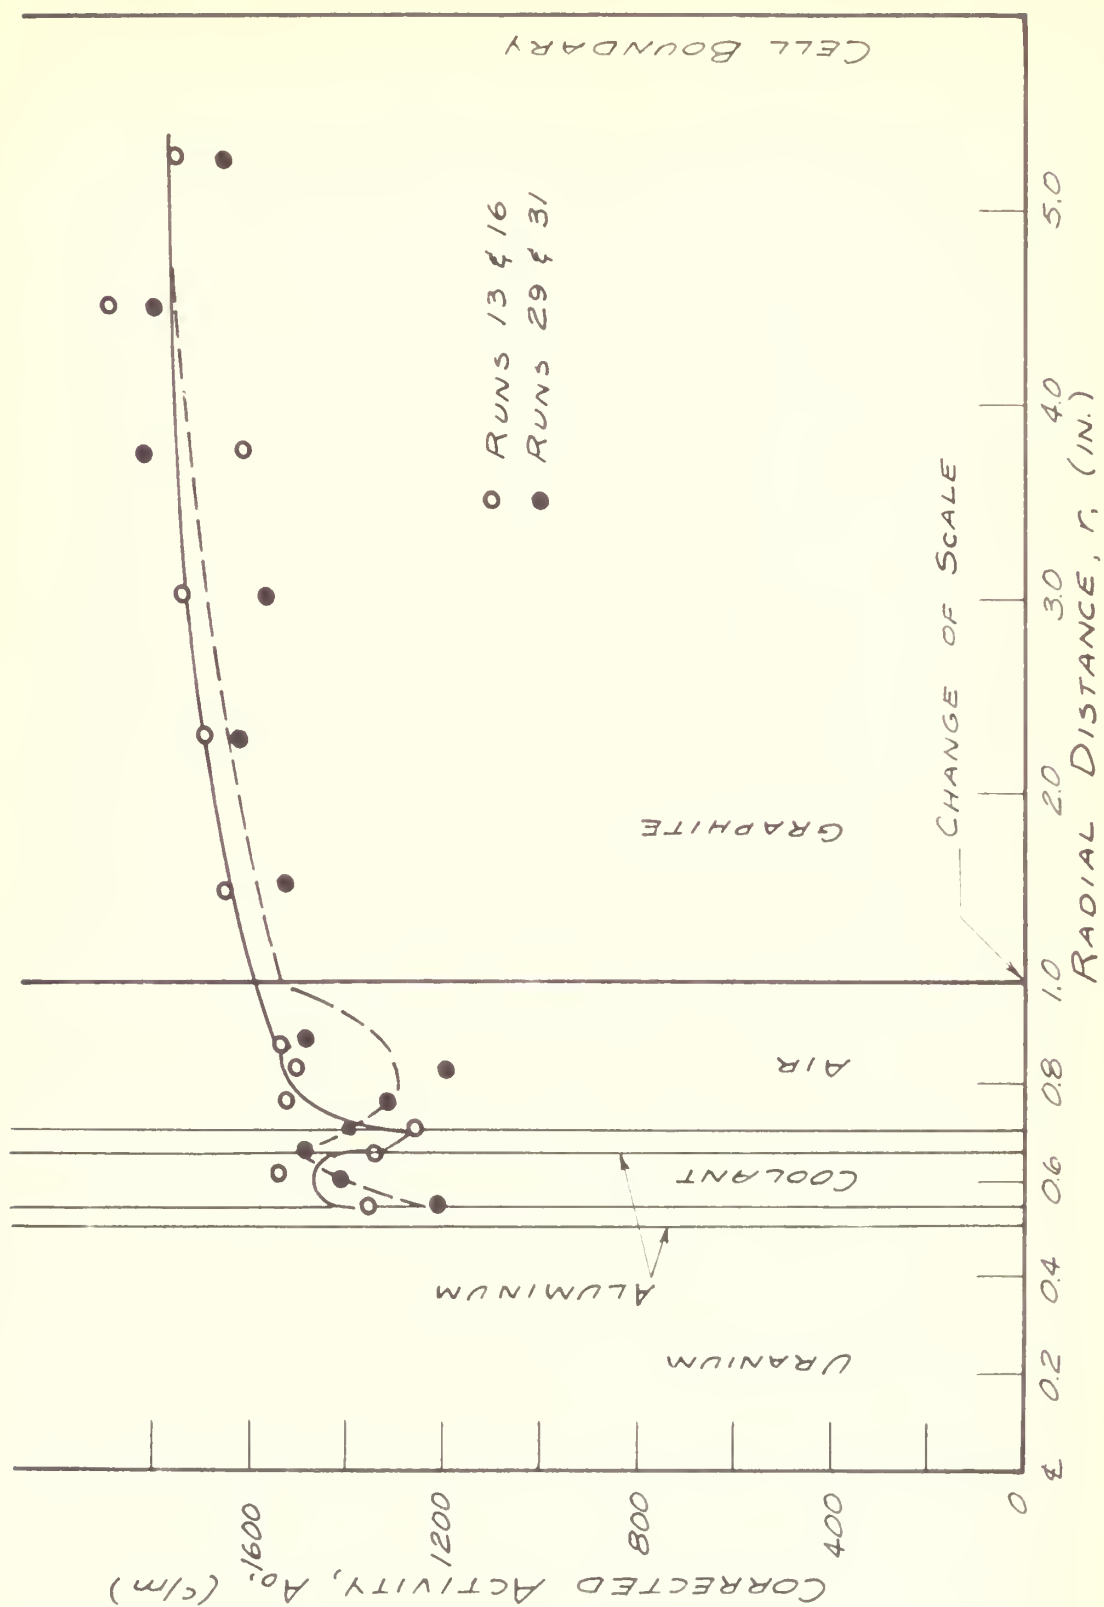 CORRECTED ACTIVITY, A₀, (c/m)
1600
1200
800
400
0
URANIUM
ALUMINUM
COOLANT
AIR
GRAPHITE
CELL BOUNDARY
RUNS 13 & 16
RUNS 29 & 31
CHANGE OF SCALE
℄ 0.2 0.4 0.6 0.8 1.0 2.0 3.0 4.0 5.0
RADIAL DISTANCE, r, (IN.)